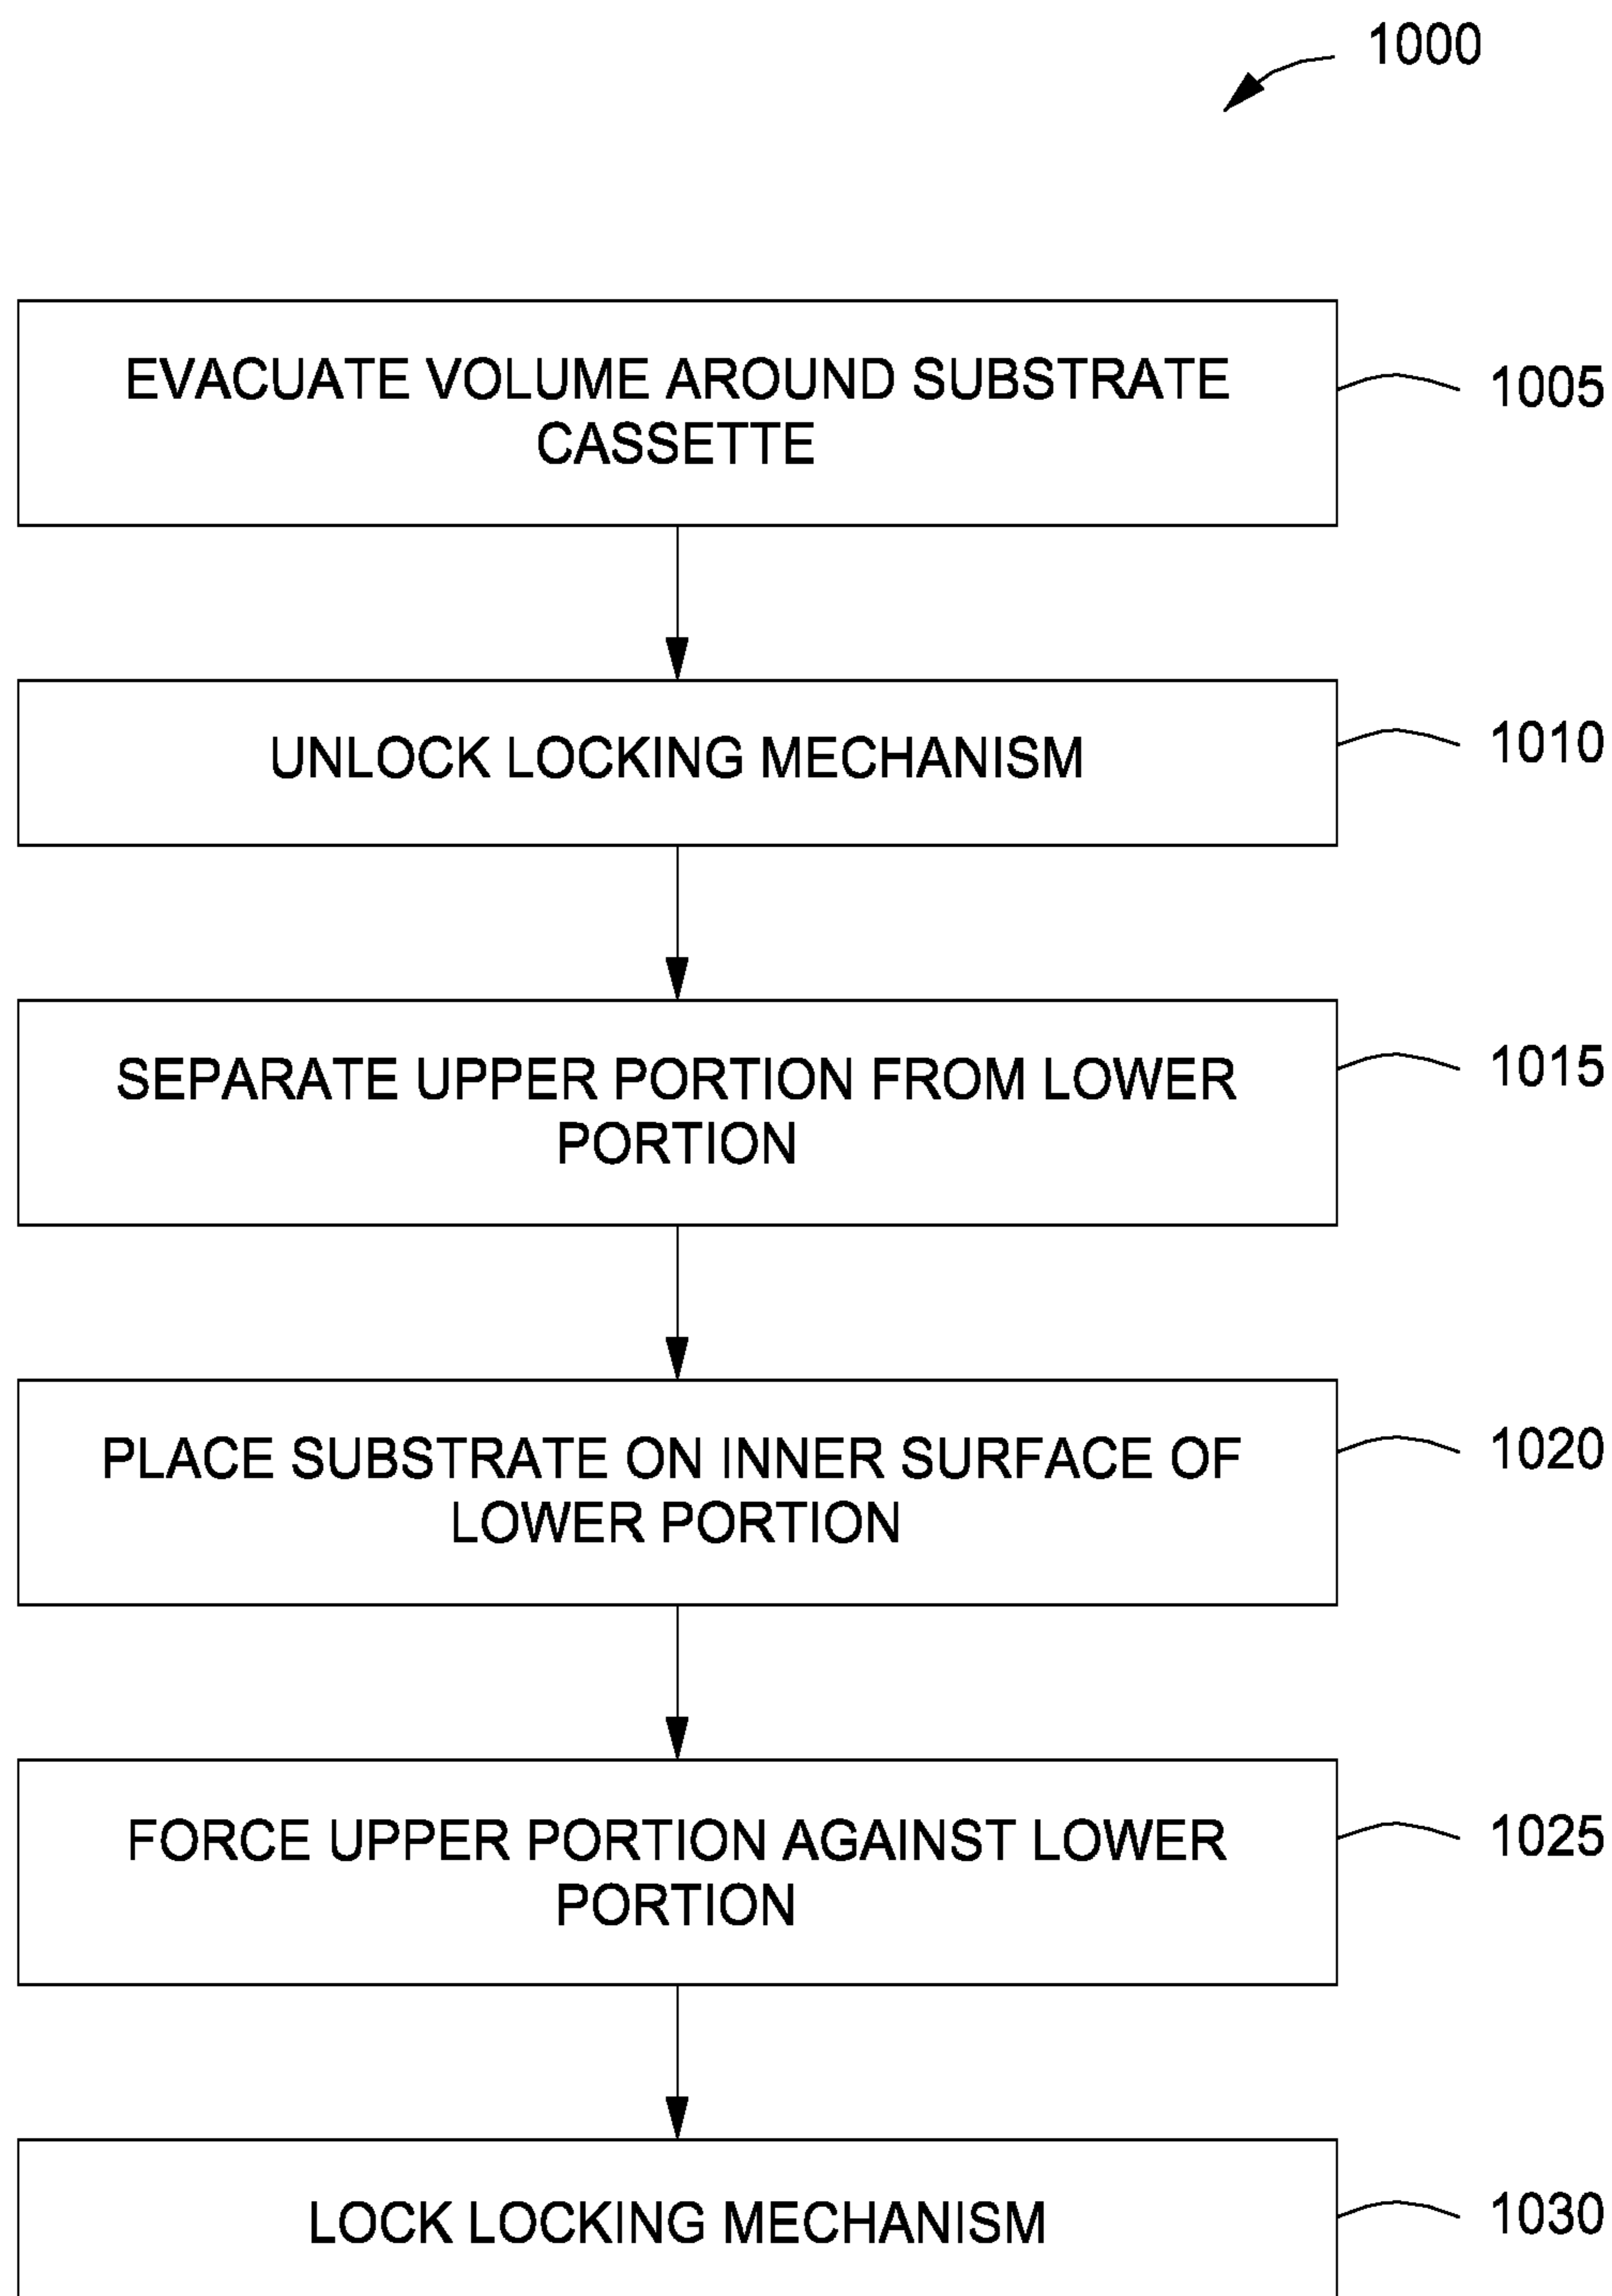 1000
EVACUATE VOLUME AROUND SUBSTRATE
CASSETTE
1005
UNLOCK LOCKING MECHANISM
1010
SEPARATE UPPER PORTION FROM LOWER
PORTION
1015
PLACE SUBSTRATE ON INNER SURFACE OF
LOWER PORTION
1020
FORCE UPPER PORTION AGAINST LOWER
PORTION
1025
LOCK LOCKING MECHANISM
1030